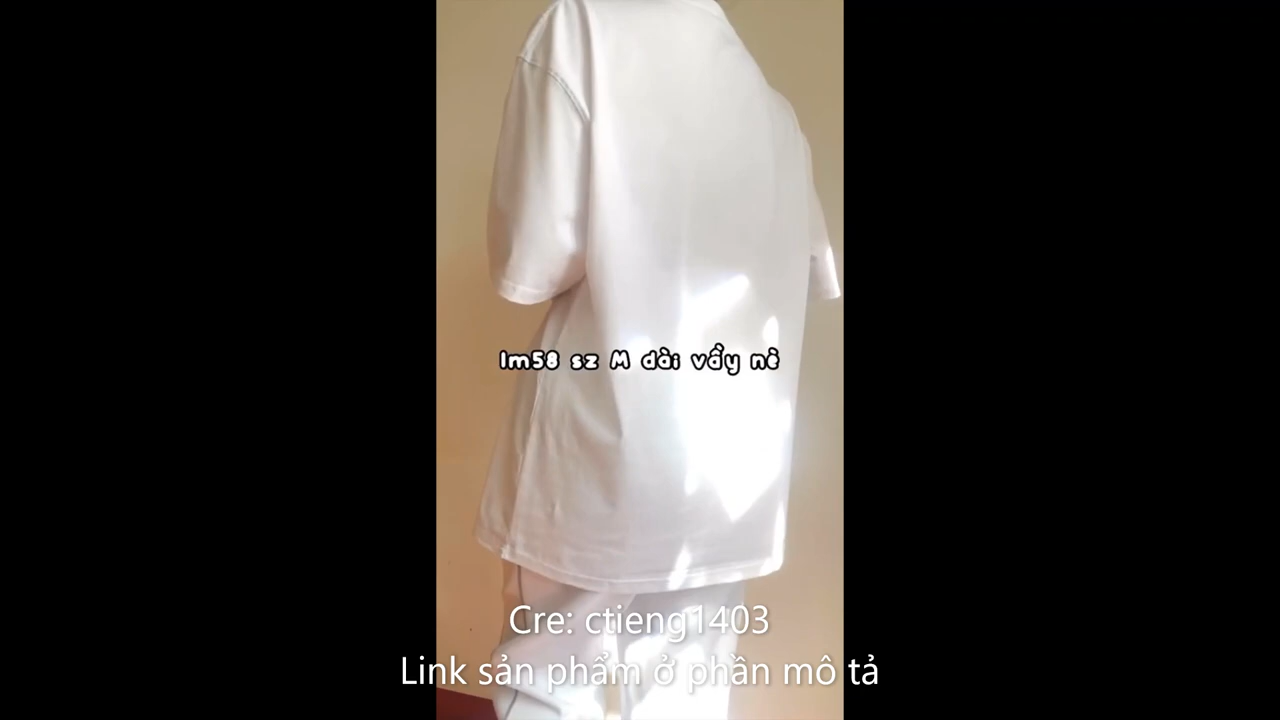 1m58 sz M dài vầy nè
Cre: ctieng1403
Link sản phẩm ở phần mô tả